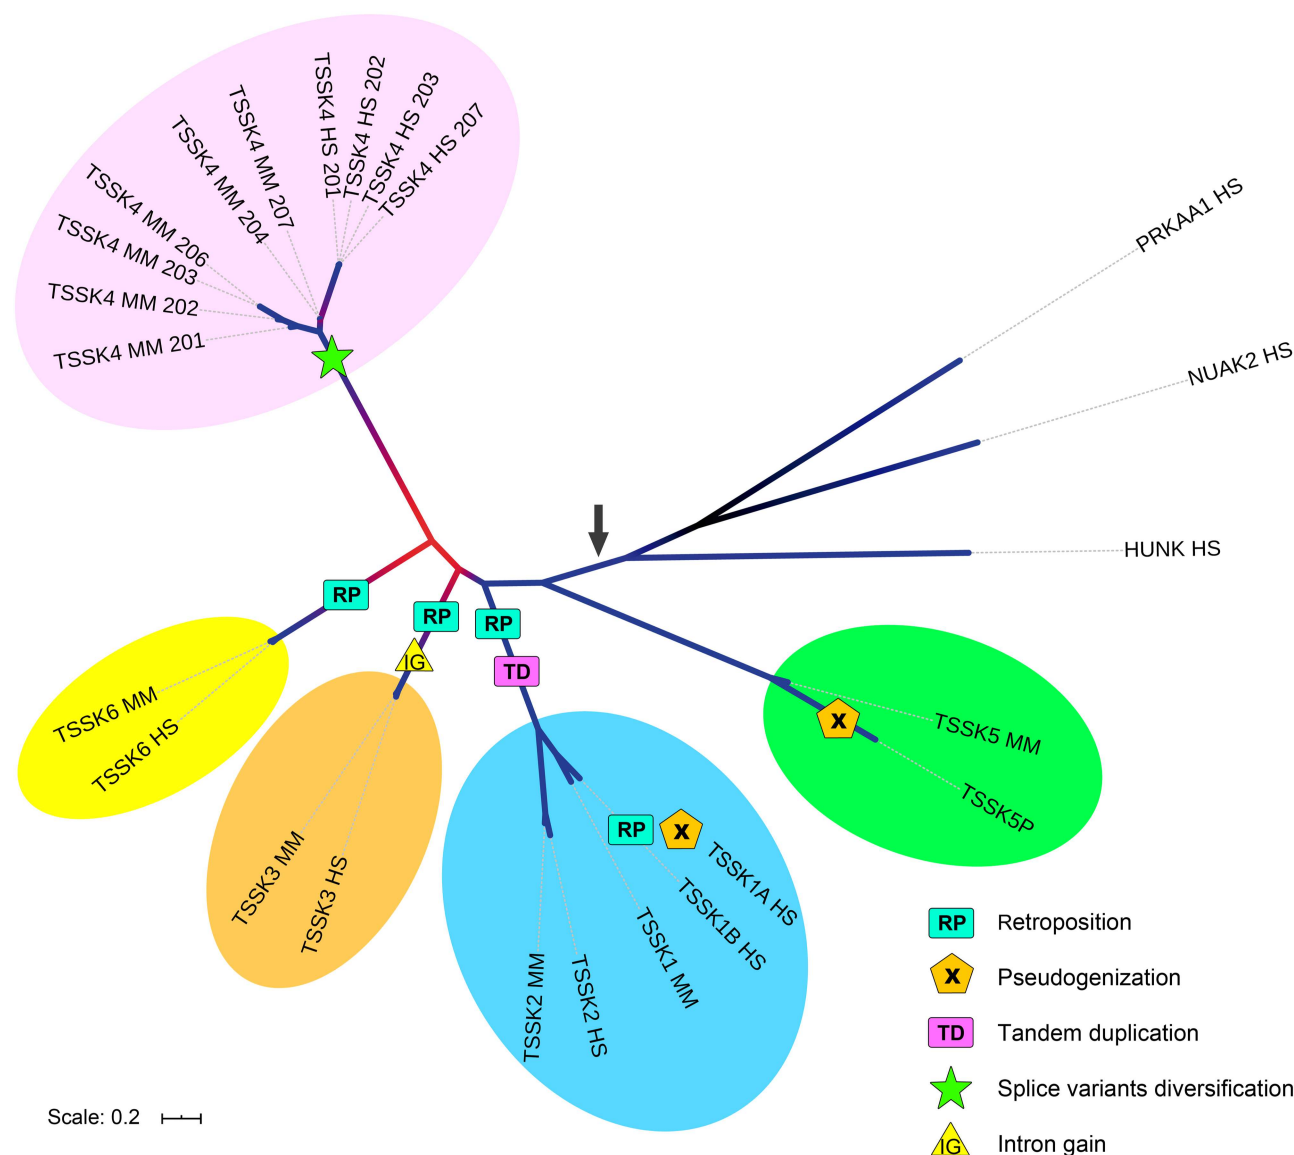 TSSK4 HS 201
TSSK4 HS 202
TSSK4 HS 203
TSSK4 HS 207
TSSK4 MM 207
TSSK4 MM 204
TSSK4 MM 206
TSSK4 MM 203
TSSK4 MM 202
TSSK4 MM 201
PRKAA1 HS
NUAK2 HS
HUNK HS
RP
RP
RP
IG
TD
TSSK6 MM
TSSK6 HS
TSSK3 MM
TSSK3 HS
X
TSSK5 MM
TSSK5P
RP
X
TSSK1A HS
TSSK1B HS
TSSK1 MM
TSSK2 HS
TSSK2 MM
RP Retroposition
X Pseudogenization
TD Tandem duplication
Splice variants diversification
IG Intron gain
Scale: 0.2